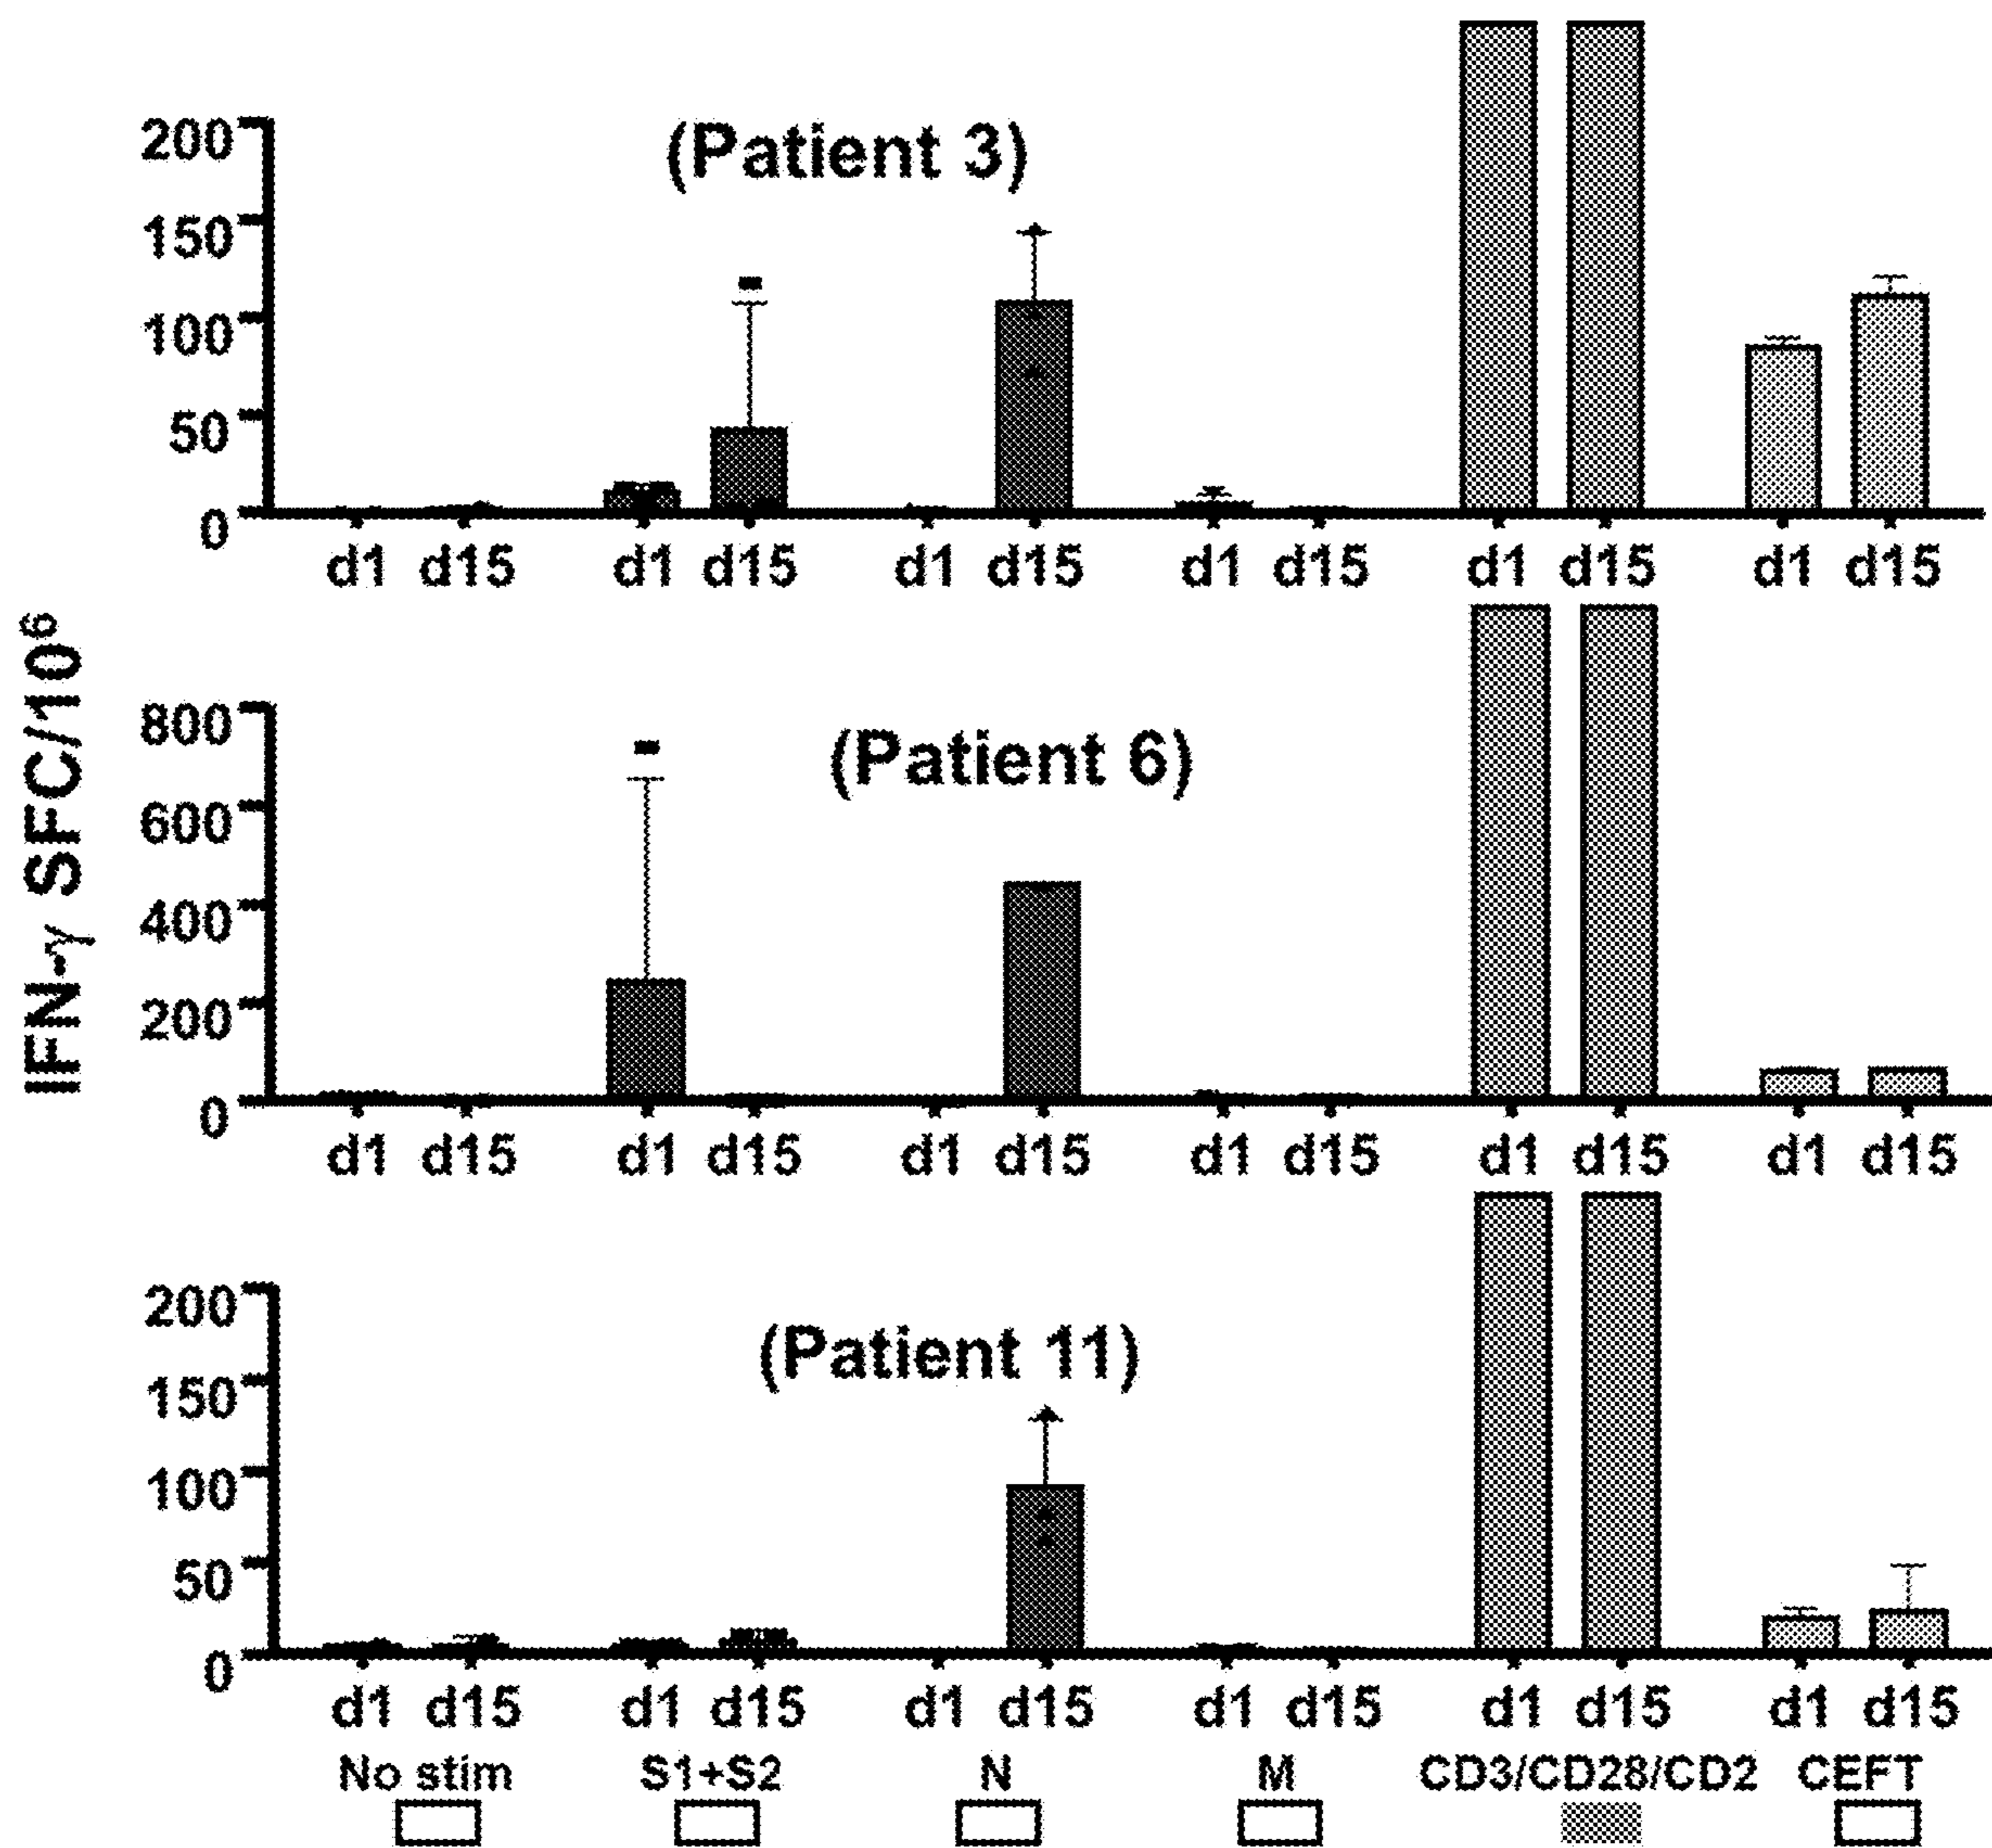 (Patient 3)
200
150
100
50
0
d1 d15 d1 d15 d1 d15 d1 d15 d1 d15 d1 d15
IFN-γ SFC/10⁶
(Patient 6)
800
600
400
200
0
d1 d15 d1 d15 d1 d15 d1 d15 d1 d15 d1 d15
(Patient 11)
200
150
100
50
0
d1 d15 d1 d15 d1 d15 d1 d15 d1 d15 d1 d15
No stim S1+S2 N M CD3/CD28/CD2 CEFT